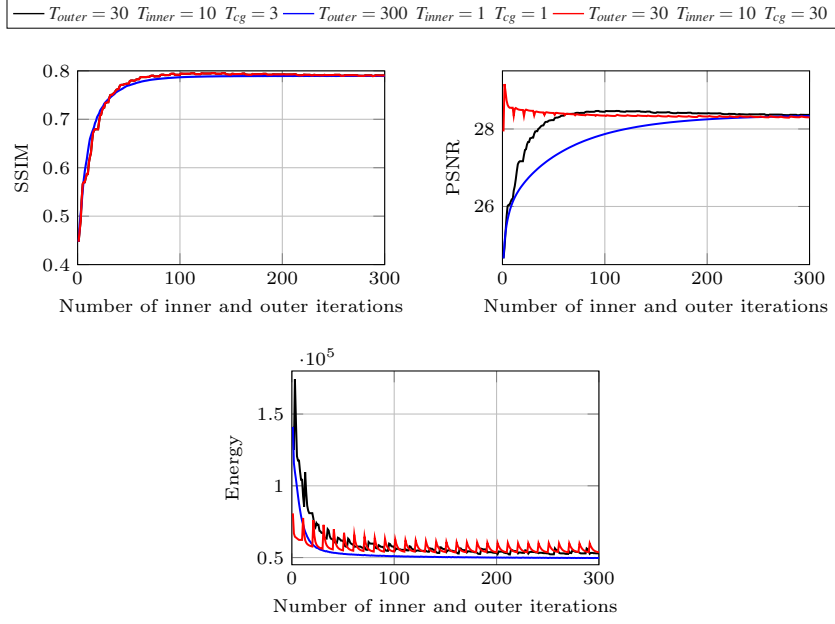 T_outer = 30 T_inner = 10 T_cg = 3 T_outer = 300 T_inner = 1 T_cg = 1 T_outer = 30 T_inner = 10 T_cg = 30
0.8
0.7
0.6
0.5
0.4
SSIM
0 100 200 300
Number of inner and outer iterations
28
26
PSNR
0 100 200 300
Number of inner and outer iterations
·10^5
1.5
1
0.5
Energy
0 100 200 300
Number of inner and outer iterations